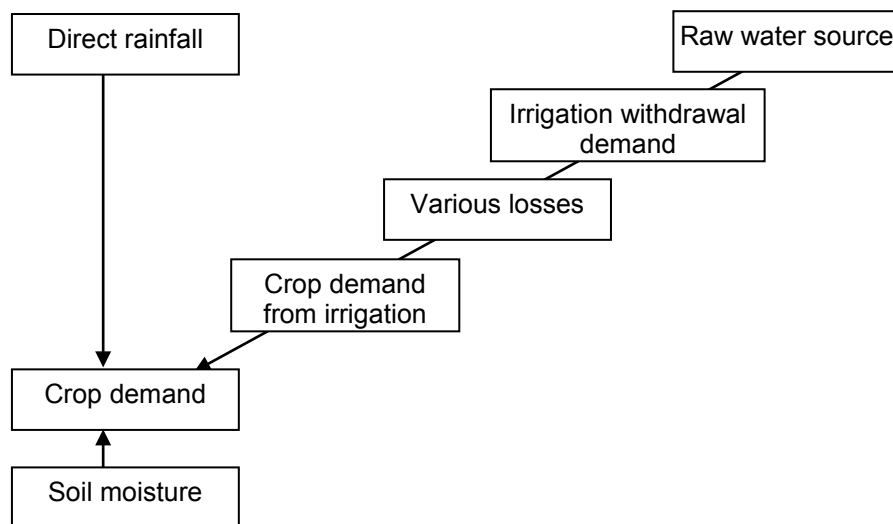 Direct rainfall
Raw water source
Irrigation withdrawal
demand
Various losses
Crop demand
from irrigation
Crop demand
Soil moisture